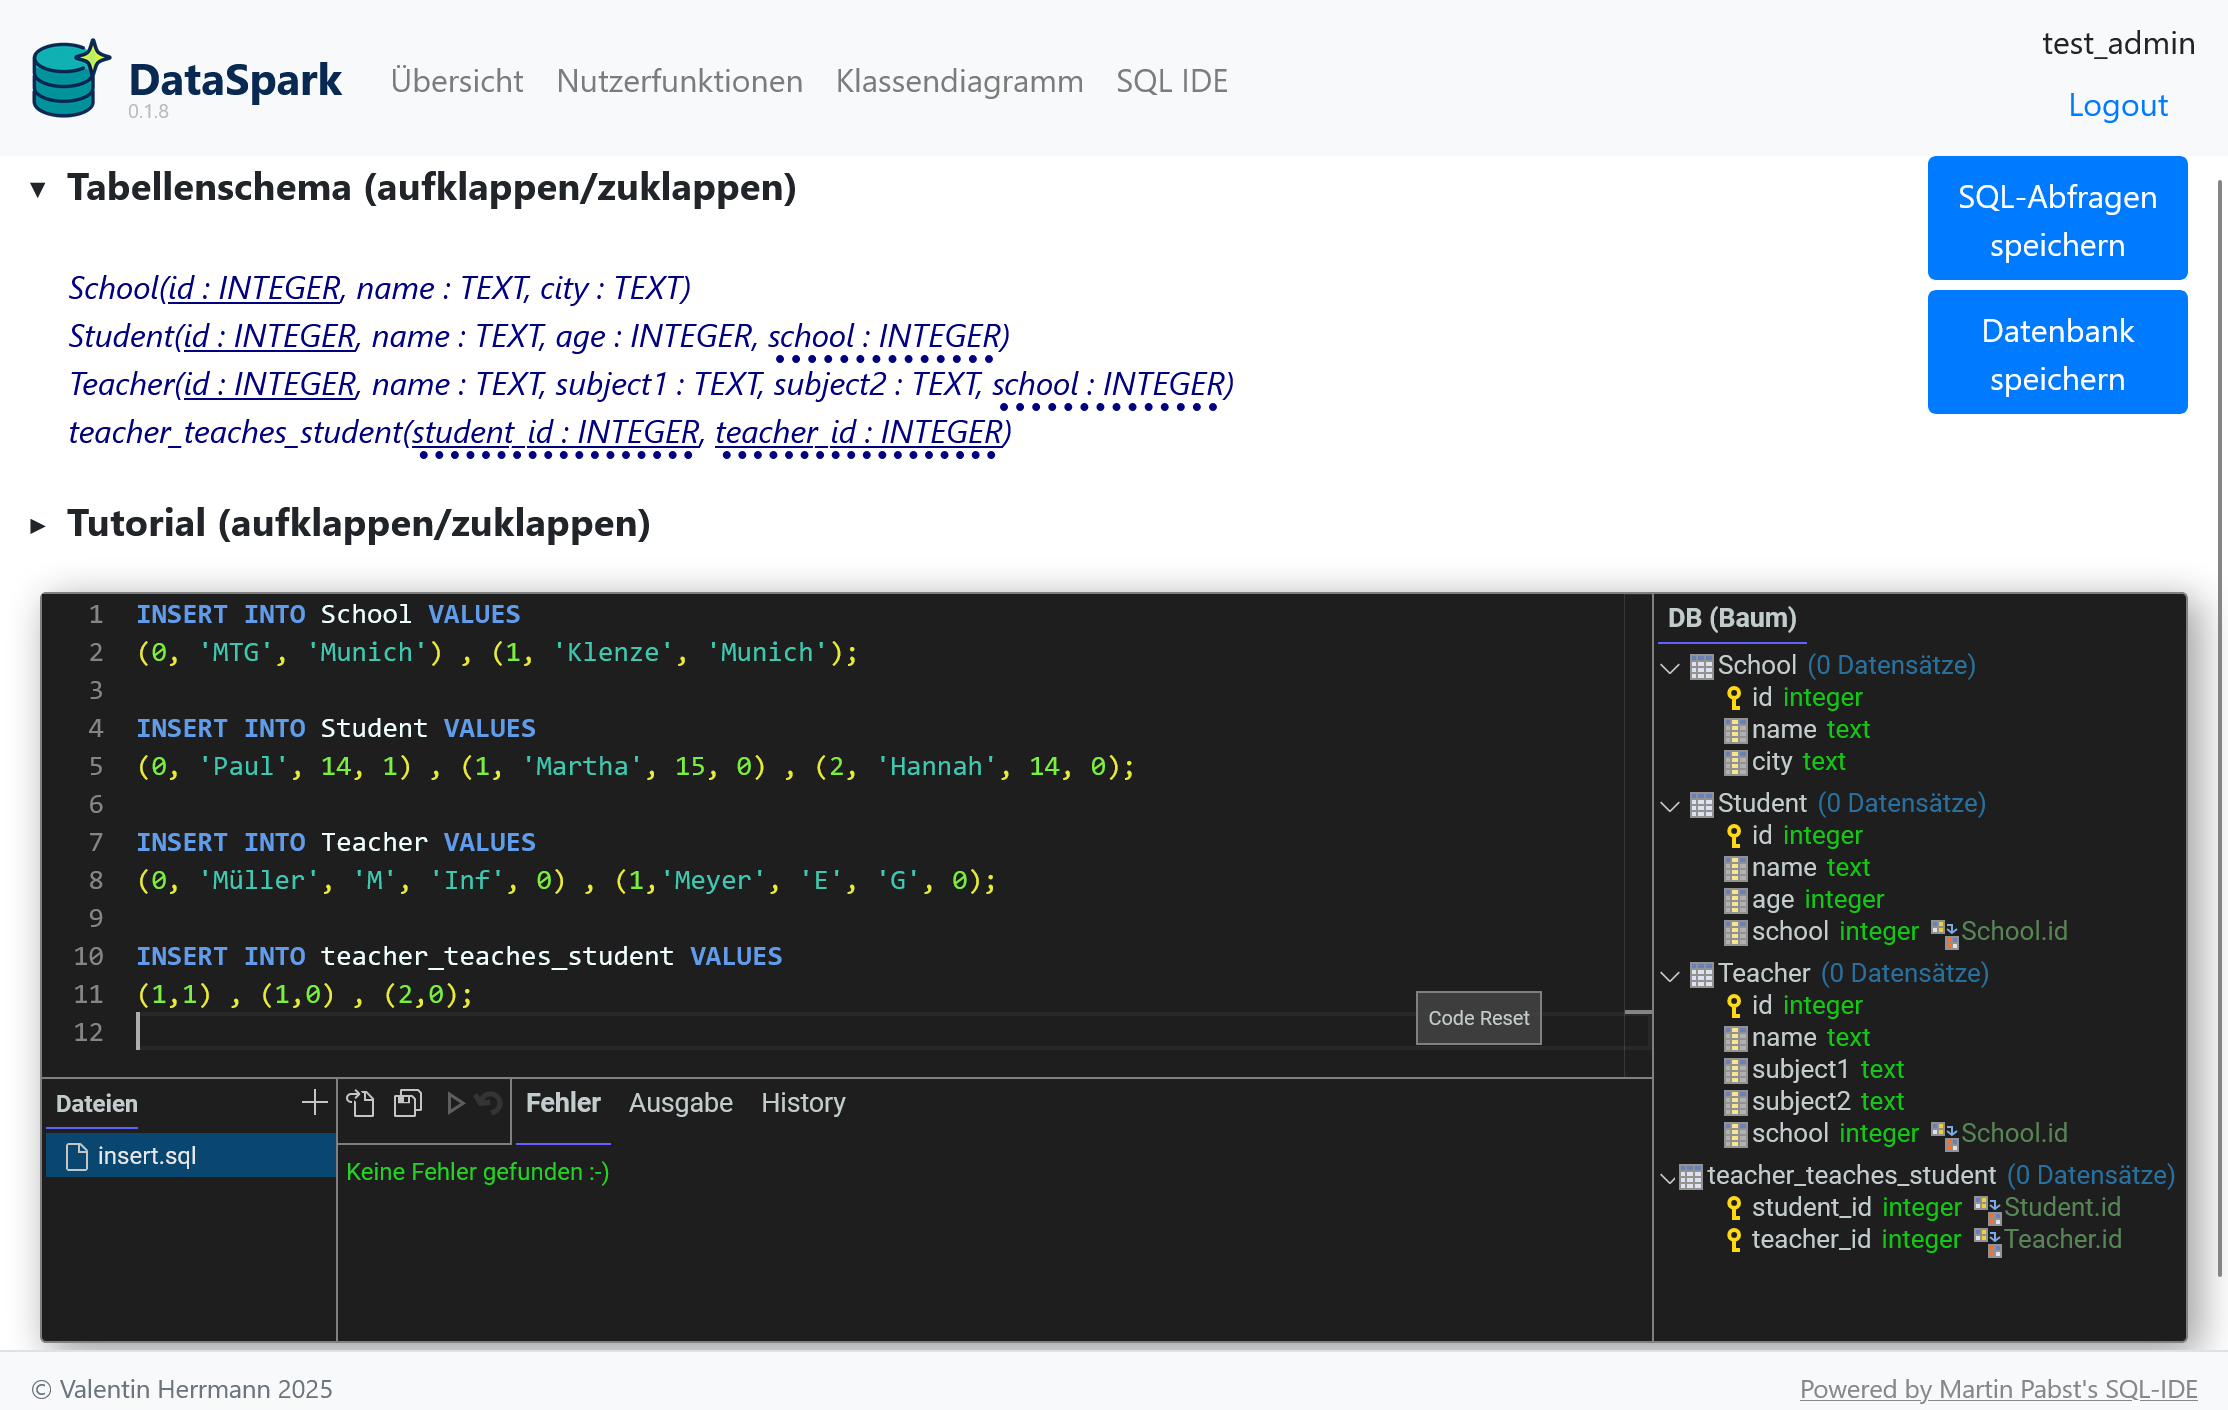 DataSpark
0.1.8
Übersicht
Nutzerfunktionen
Klassendiagramm
SQL IDE
test_admin
Logout
▼ Tabellenschema (aufklappen/zuklappen)
SQL-Abfragen
speichern
Datenbank
speichern
School(id : INTEGER, name : TEXT, city : TEXT)
Student(id : INTEGER, name : TEXT, age : INTEGER, school : INTEGER)
Teacher(id : INTEGER, name : TEXT, subject1 : TEXT, subject2 : TEXT, school : INTEGER)
teacher_teaches_student(student_id : INTEGER, teacher_id : INTEGER)
► Tutorial (aufklappen/zuklappen)
1 INSERT INTO School VALUES
2 (0, 'MTG', 'Munich') , (1, 'Klenze', 'Munich');
3
4 INSERT INTO Student VALUES
5 (0, 'Paul', 14, 1) , (1, 'Martha', 15, 0) , (2, 'Hannah', 14, 0);
6
7 INSERT INTO Teacher VALUES
8 (0, 'Müller', 'M', 'Inf', 0) , (1,'Meyer', 'E', 'G', 0);
9
10 INSERT INTO teacher_teaches_student VALUES
11 (1,1) , (1,0) , (2,0);
12
Code Reset
DB (Baum)
School (0 Datensätze)
id integer
name text
city text
Student (0 Datensätze)
id integer
name text
age integer
school integer School.id
Teacher (0 Datensätze)
id integer
name text
subject1 text
subject2 text
school integer School.id
teacher_teaches_student (0 Datensätze)
student_id integer Student.id
teacher_id integer Teacher.id
Dateien
insert.sql
Fehler
Ausgabe
History
Keine Fehler gefunden :-)
© Valentin Herrmann 2025
Powered by Martin Pabst's SQL-IDE